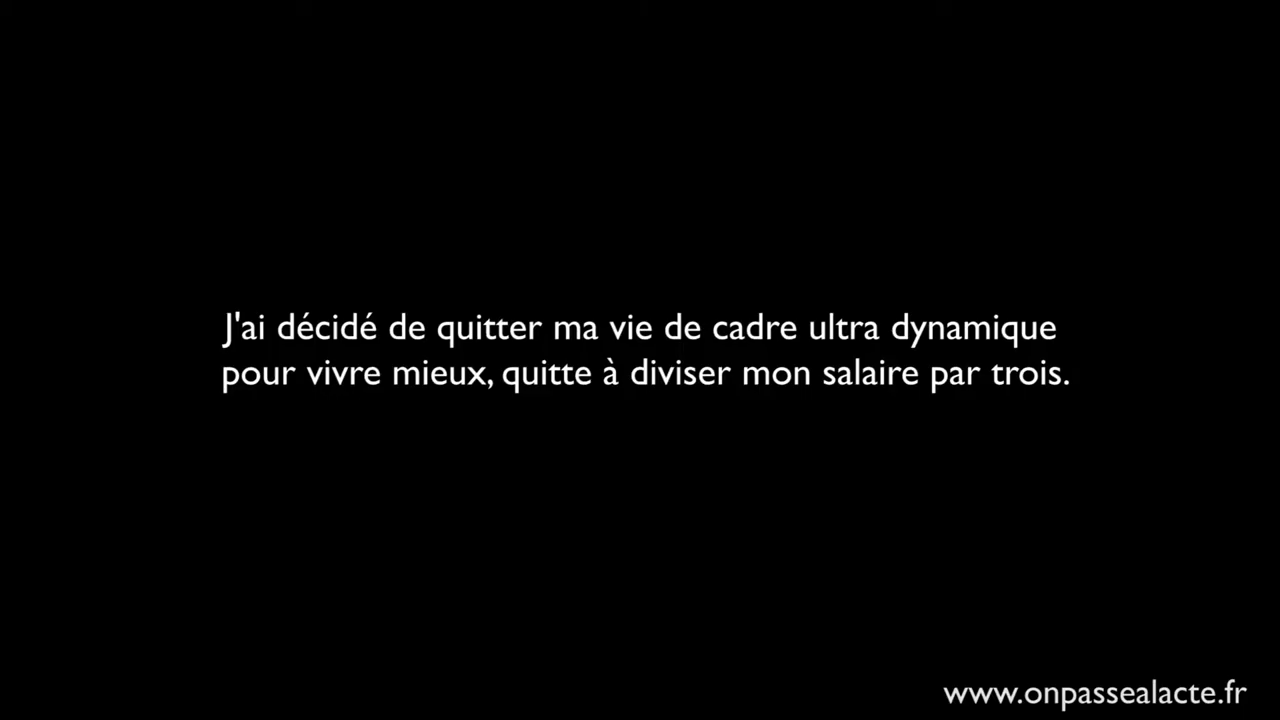 J'ai décidé de quitter ma vie de cadre ultra dynamique
pour vivre mieux, quitte à diviser mon salaire par trois.
www.onpassealacte.fr